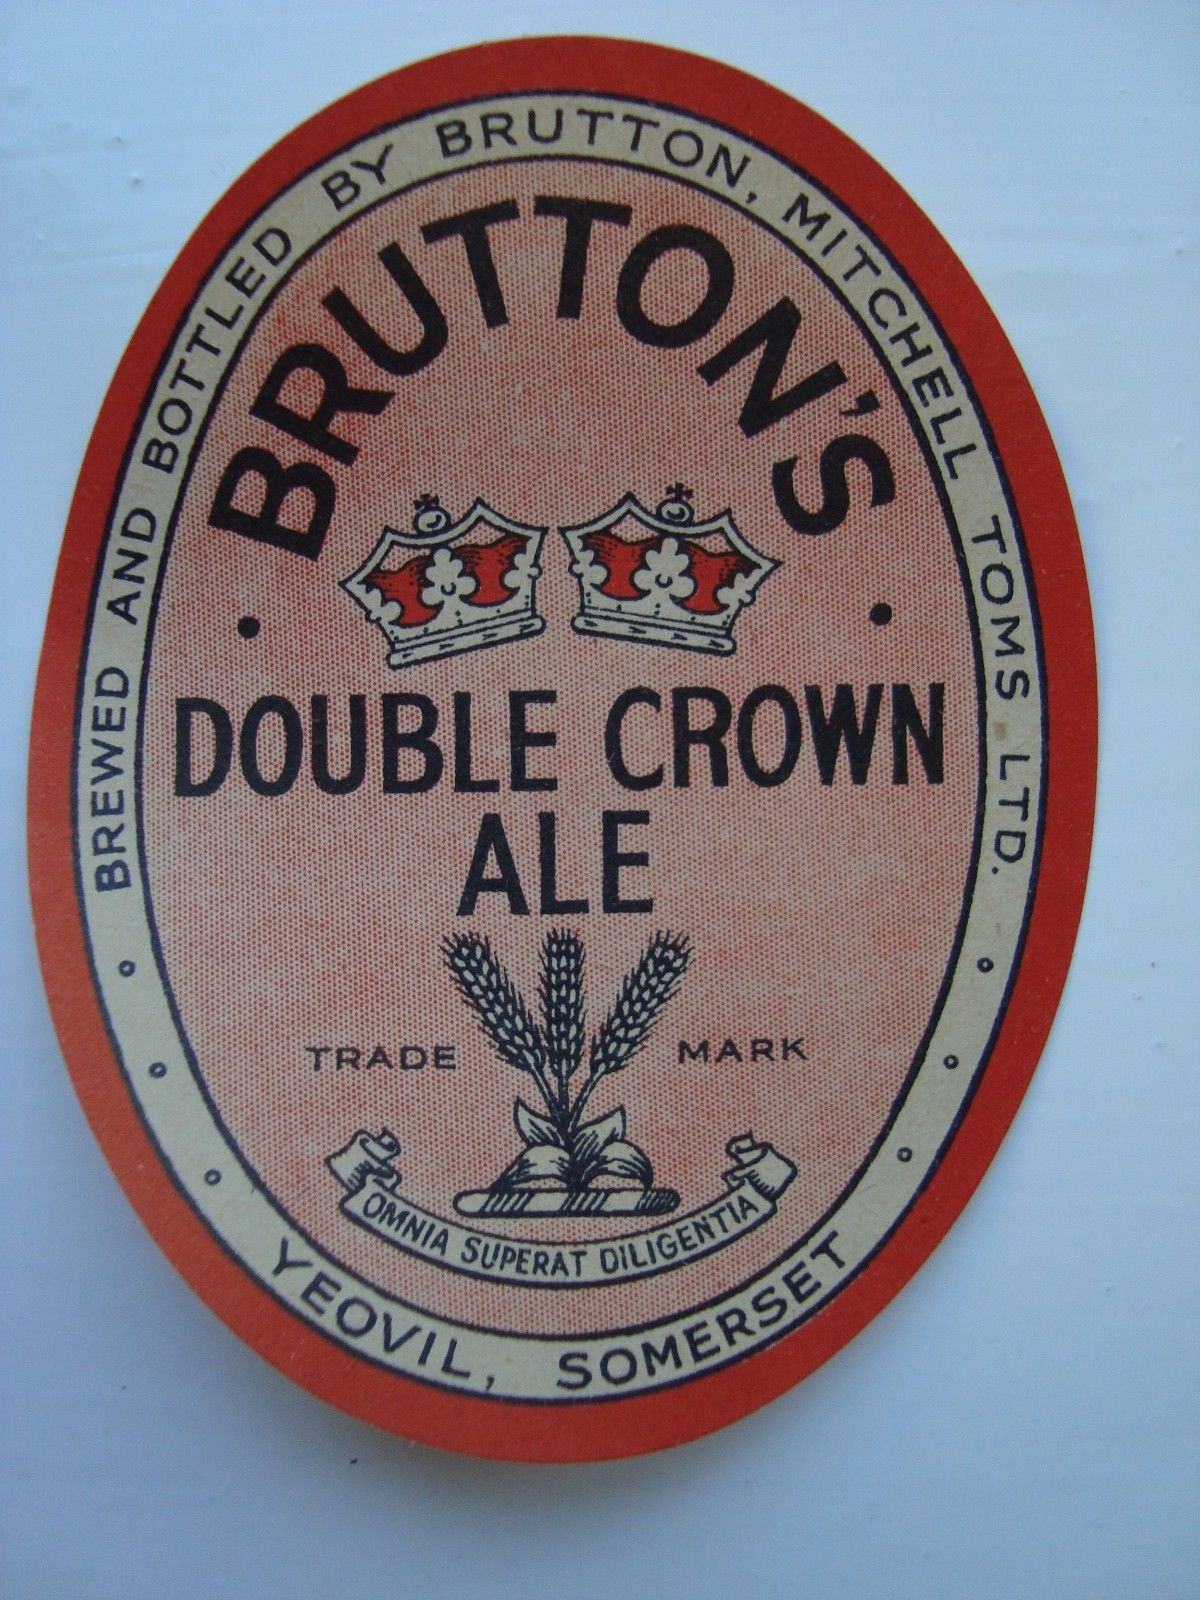 BREWED AND BOTTLED BY BRUTTON, MITCHELL TOMS LTD.
BRUTTON'S
DOUBLE CROWN
ALE
TRADE MARK
OMNIA SUPERAT DILIGENTIA
YEOVIL, SOMERSET